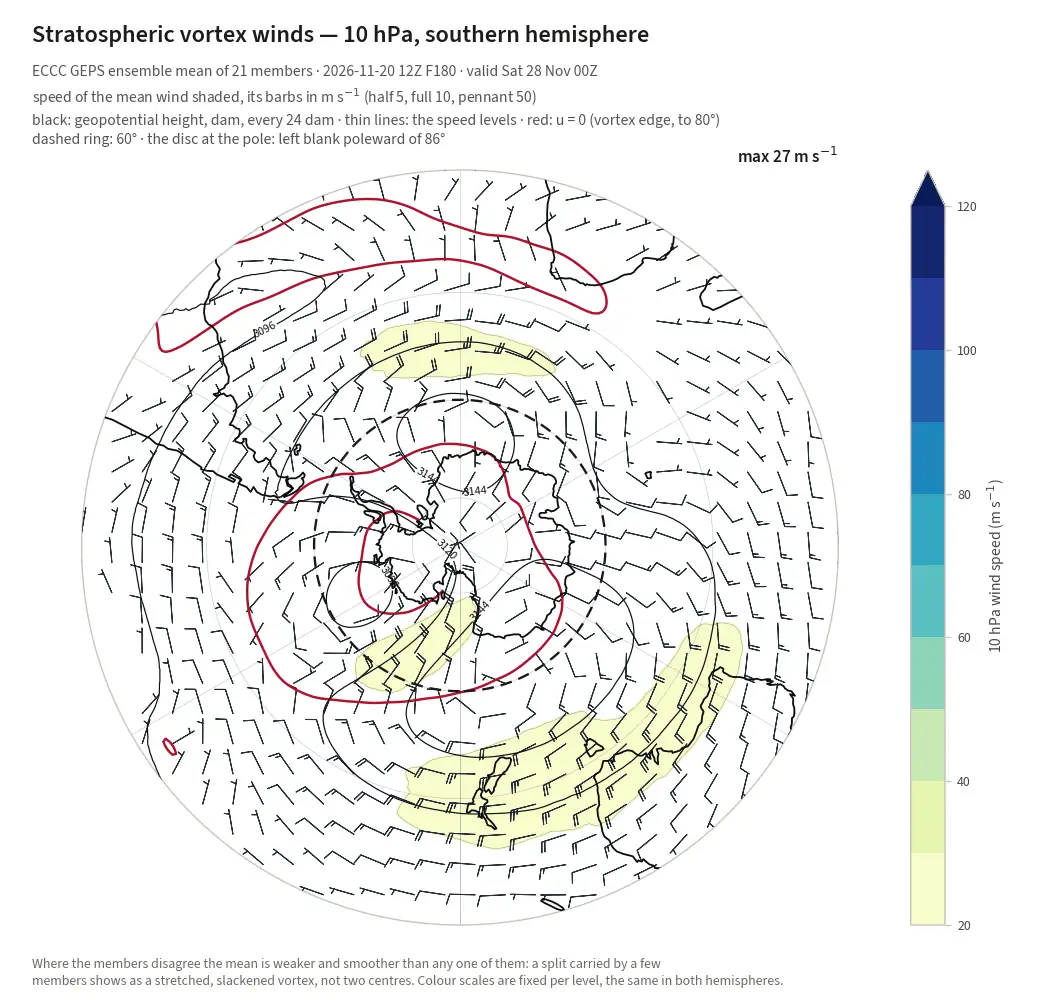 Stratospheric vortex winds — 10 hPa, southern hemisphere
ECCC GEPS ensemble mean of 21 members · 2026-11-20 12Z F180 · valid Sat 28 Nov 00Z
speed of the mean wind shaded, its barbs in m s⁻¹ (half 5, full 10, pennant 50)
black: geopotential height, dam, every 24 dam · thin lines: the speed levels · red: u = 0 (vortex edge, to 80°)
dashed ring: 60° · the disc at the pole: left blank poleward of 86°
max 27 m s⁻¹
120
100
80
60
40
20
10 hPa wind speed (m s⁻¹)
3096
3144
3120
Where the members disagree the mean is weaker and smoother than any one of them: a split carried by a few
members shows as a stretched, slackened vortex, not two centres. Colour scales are fixed per level, the same in both hemispheres.